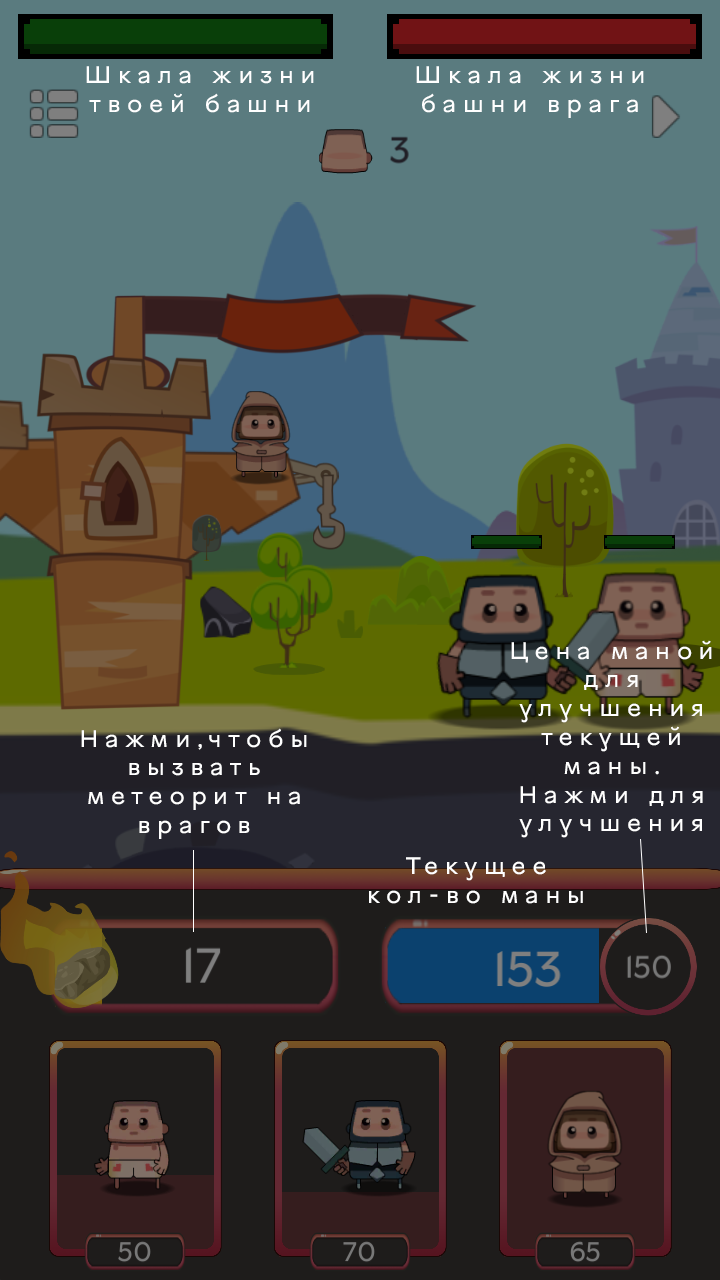 Шкала жизни
твоей башни
Шкала жизни
башни врага
3
Цена маной
для
улучшения
текущей
маны.
Нажми для
улучшения
Нажми,чтобы
вызвать
метеорит на
врагов
Текущее
кол-во маны
17
153
150
50
70
65